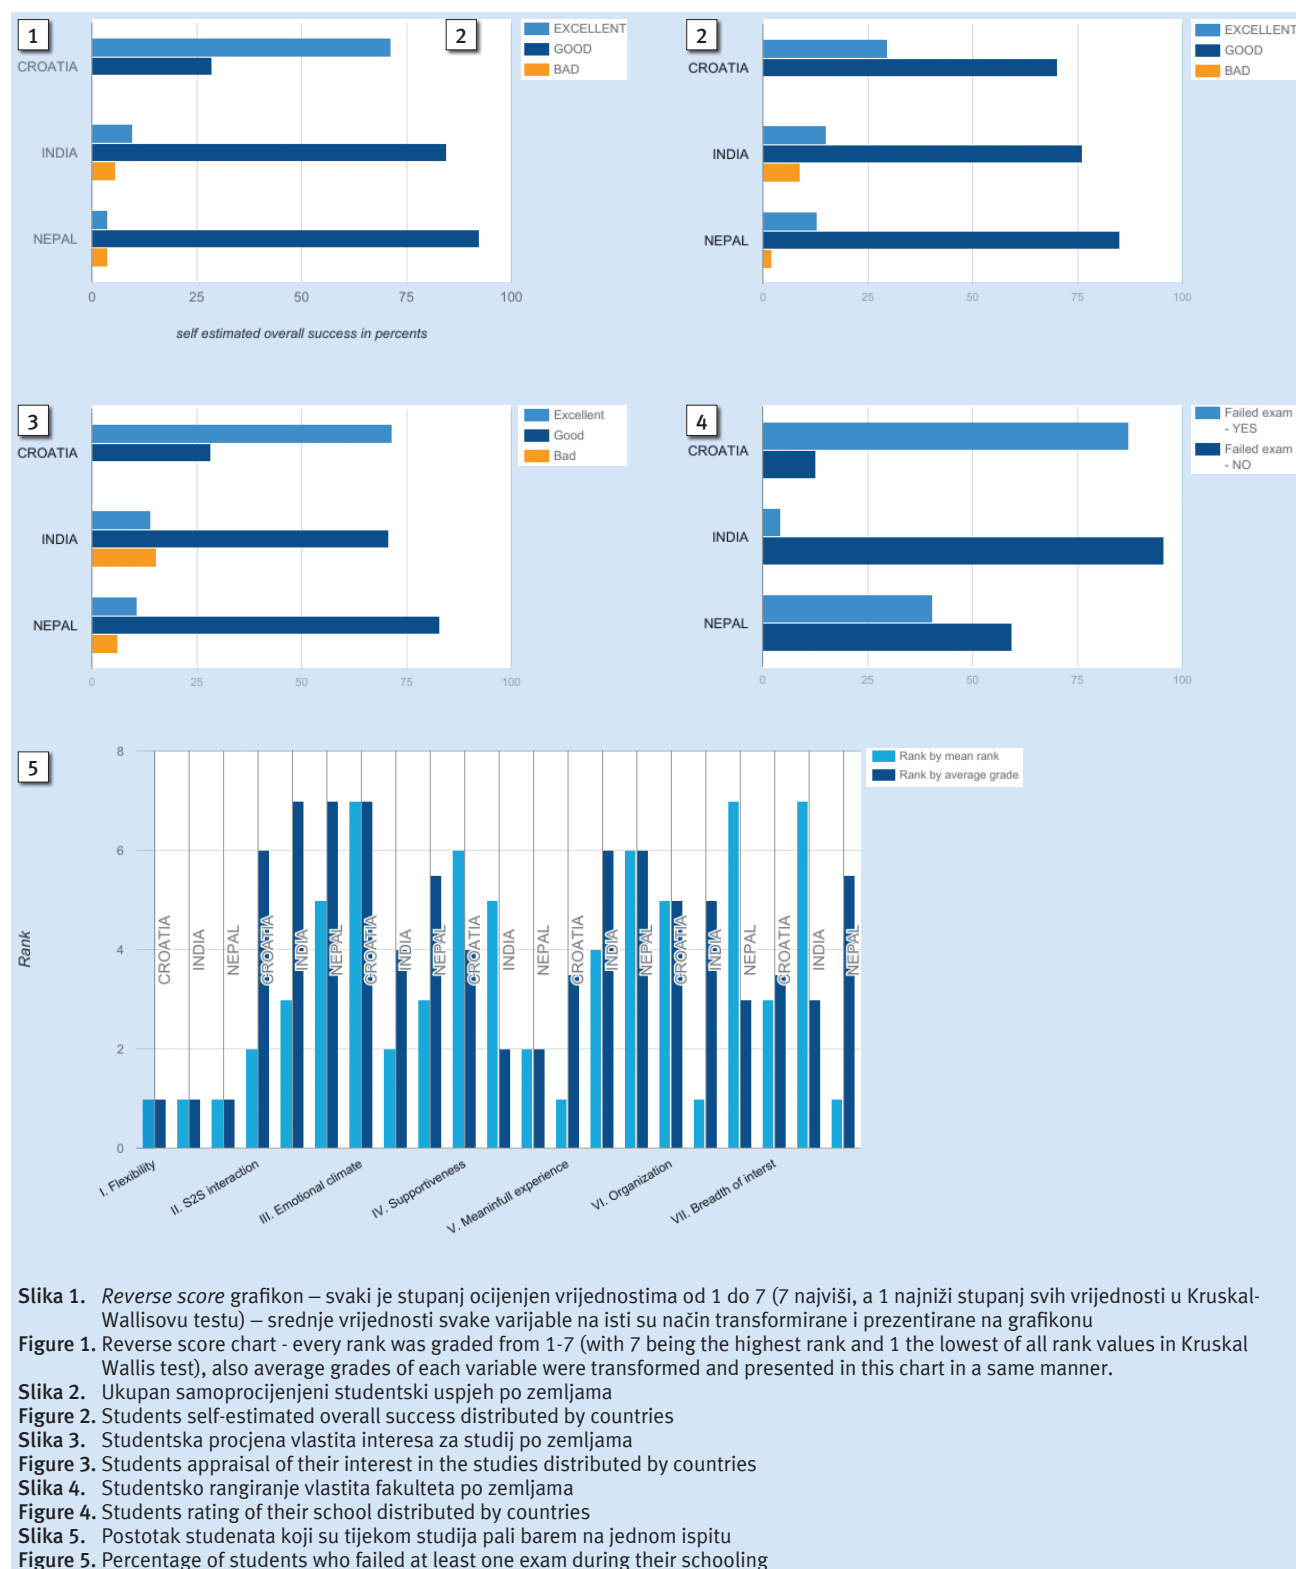 1
2
EXCELLENT
GOOD
BAD
CROATIA
INDIA
NEPAL
0 25 50 75 100
self estimated overall success in percents
2
EXCELLENT
GOOD
BAD
CROATIA
INDIA
NEPAL
0 25 50 75 100
3
Excellent
Good
Bad
CROATIA
INDIA
NEPAL
0 25 50 75 100
4
Failed exam
- YES
Failed exam
- NO
CROATIA
INDIA
NEPAL
0 25 50 75 100
5
Rank by mean rank
Rank by average grade
Rank
8
6
4
2
0
CROATIA
INDIA
NEPAL
CROATIA
INDIA
NEPAL
CROATIA
INDIA
NEPAL
CROATIA
INDIA
NEPAL
CROATIA
INDIA
NEPAL
CROATIA
INDIA
NEPAL
CROATIA
INDIA
NEPAL
I. Flexibility
II. S2S interaction
III. Emotional climate
IV. Supportiveness
V. Meaninfull experience
VI. Organization
VII. Breadth of interst
Slika 1. Reverse score grafikon – svaki je stupanj ocijenjen vrijednostima od 1 do 7 (7 najviši, a 1 najniži stupanj svih vrijednosti u Kruskal-
Wallisovu testu) – srednje vrijednosti svake varijable na isti su način transformirane i prezentirane na grafikonu
Figure 1. Reverse score chart - every rank was graded from 1-7 (with 7 being the highest rank and 1 the lowest of all rank values in Kruskal
Wallis test), also average grades of each variable were transformed and presented in this chart in a same manner.
Slika 2. Ukupan samoprocijenjeni studentski uspjeh po zemljama
Figure 2. Students self-estimated overall success distributed by countries
Slika 3. Studentska procjena vlastita interesa za studij po zemljama
Figure 3. Students appraisal of their interest in the studies distributed by countries
Slika 4. Studentsko rangiranje vlastita fakulteta po zemljama
Figure 4. Students rating of their school distributed by countries
Slika 5. Postotak studenata koji su tijekom studija pali barem na jednom ispitu
Figure 5. Percentage of students who failed at least one exam during their schooling